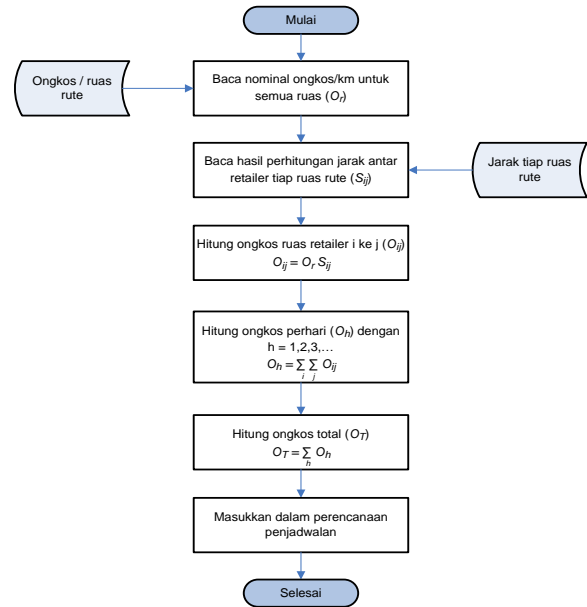 Mulai
Ongkos / ruas
rute
Baca nominal ongkos/km untuk
semua ruas (Or)
Baca hasil perhitungan jarak antar
retailer tiap ruas rute (Sij)
Jarak tiap ruas
rute
Hitung ongkos ruas retailer i ke j (Oij)
Oij = Or Sij
Hitung ongkos perhari (Oh) dengan
h = 1,2,3,…
Oh = ∑i ∑j Oij
Hitung ongkos total (OT)
OT = ∑h Oh
Masukkan dalam perencanaan
penjadwalan
Selesai